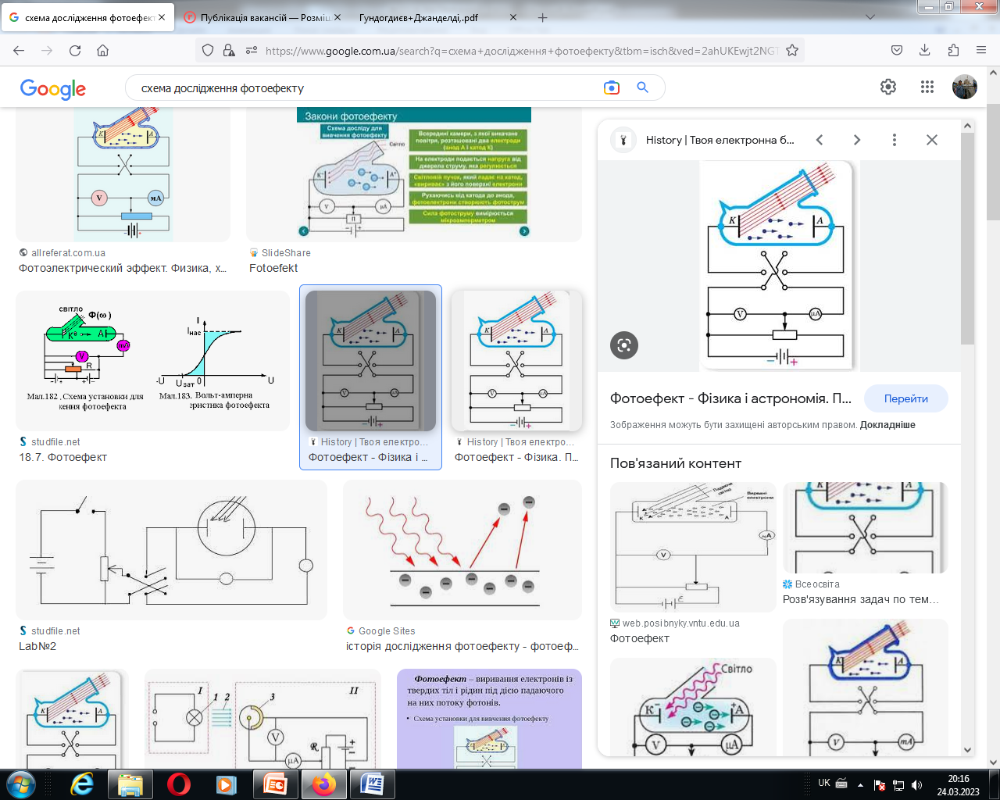 схема дослідження фотоефект
Публікація вакансій — Розміщ
Гундогдиєв+Джанделді,.pdf
https://www.google.com.ua/search?q=схема+дослідження+фотоефекту&tbm=isch&ved=2ahUKEwjt2NGT
Google
схема дослідження фотоефекту
Закони фотоефекту
Схема досліду для
вивчення фотоефекту
Світло
Всередині камери, з якої викачане
повітря, розташовані два електроди
(анод А і катод К)
На електроди подається напруга від
джерела струму, яка регулюється
Світловий пучок, який падає на катод,
«вириває» з його поверхні електрони
Рухаючись від катода до анода,
фотоелектрони створюють фотострум
Сила фотоструму вимірюється
мікроамперметром
K A
V мА
K A
V μA
П
allreferat.com.ua
Фотоэлектрический эффект. Физика, х...
SlideShare
Fotoefekt
History | Твоя електронна б...
K A
V μA
Фотоефект - Фізика і астрономія. П...
Перейти
Зображення можуть бути захищені авторським правом. Докладніше
Пов'язаний контент
світло
Ф(ω)
K e A
mA
V
R
I
Iнас
-U Uзат 0 U
Мал.182 .Схема установки для
кення фотоефекта
Мал.183. Вольт-амперна
еристика фотоефекта
studfile.net
18.7. Фотоефект
History | Твоя електро...
Фотоефект - Фізика і ...
History | Твоя електро...
Фотоефект - Фізика. П...
studfile.net
Lab№2
Google Sites
історія дослідження фотоефекту - фотоеф...
Падаюче
світло
Вирвані
електрони
K A
μA
V
ε
web.posibnyky.vntu.edu.ua
Фотоефект
Всеосвіта
Розв'язування задач по тем...
Світло
K A
V μA
K A
V mA
K A
I 1 2 3 II
V
μA R
Фотоефект – виривання електронів із
твердих тіл і рідин під дією падаючого
на них потоку фотонів.
• Схема установки для вивчення фотоефекту
UK
20:16
24.03.2023